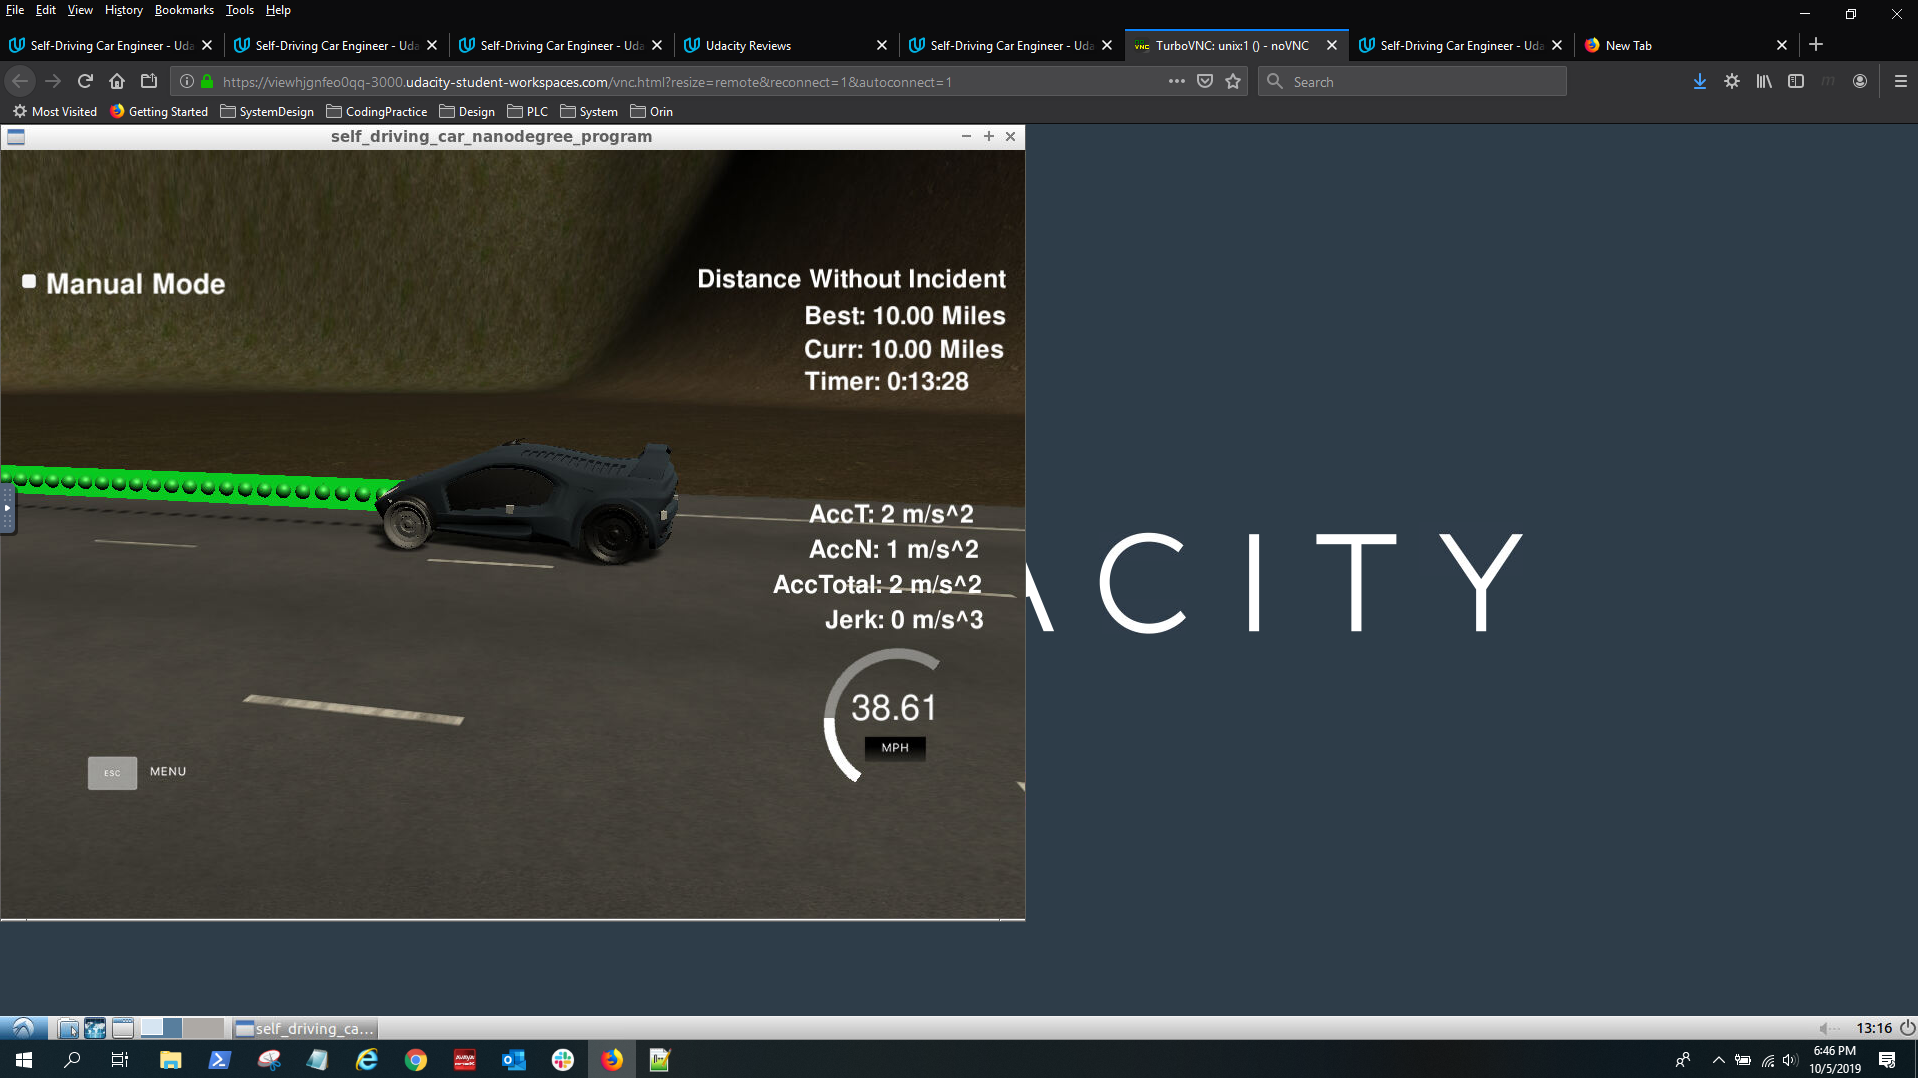 File Edit View History Bookmarks Tools Help
Self-Driving Car Engineer - Uda
Self-Driving Car Engineer - Uda
Self-Driving Car Engineer - Uda
Udacity Reviews
Self-Driving Car Engineer - Uda
TurboVNC: unix:1 () - noVNC
Self-Driving Car Engineer - Uda
New Tab
https://viewhjgnfeo0qq-3000.udacity-student-workspaces.com/vnc.html?resize=remote&reconnect=1&autoconnect=1
Search
Most Visited Getting Started SystemDesign CodingPractice Design PLC System Orin
self_driving_car_nanodegree_program
Manual Mode
Distance Without Incident
Best: 10.00 Miles
Curr: 10.00 Miles
Timer: 0:13:28
AccT: 2 m/s^2
AccN: 1 m/s^2
AccTotal: 2 m/s^2
Jerk: 0 m/s^3
38.61
MPH
ESC MENU
ACITY
self_driving_ca...
13:16
6:46 PM
10/5/2019